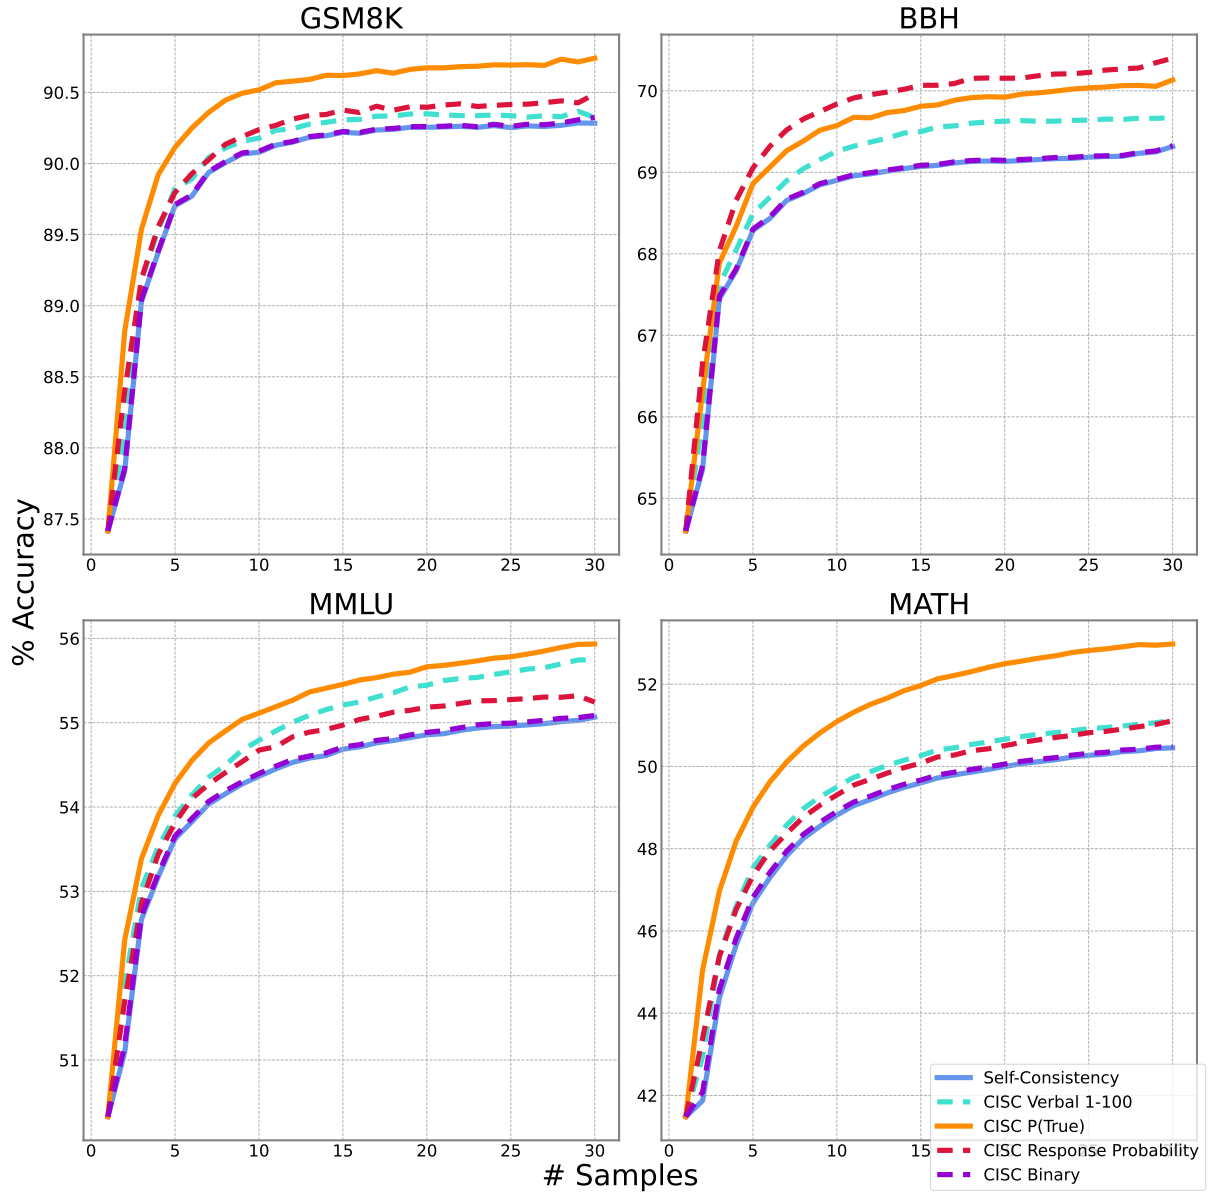 GSM8K
BBH
90.5
90.0
89.5
89.0
88.5
88.0
87.5
0 5 10 15 20 25 30
70
69
68
67
66
65
0 5 10 15 20 25 30
% Accuracy
MMLU
MATH
56
55
54
53
52
51
0 5 10 15 20 25 30
52
50
48
46
44
42
0 5 10 15 20 25 30
# Samples
Self-Consistency
CISC Verbal 1-100
CISC P(True)
CISC Response Probability
CISC Binary